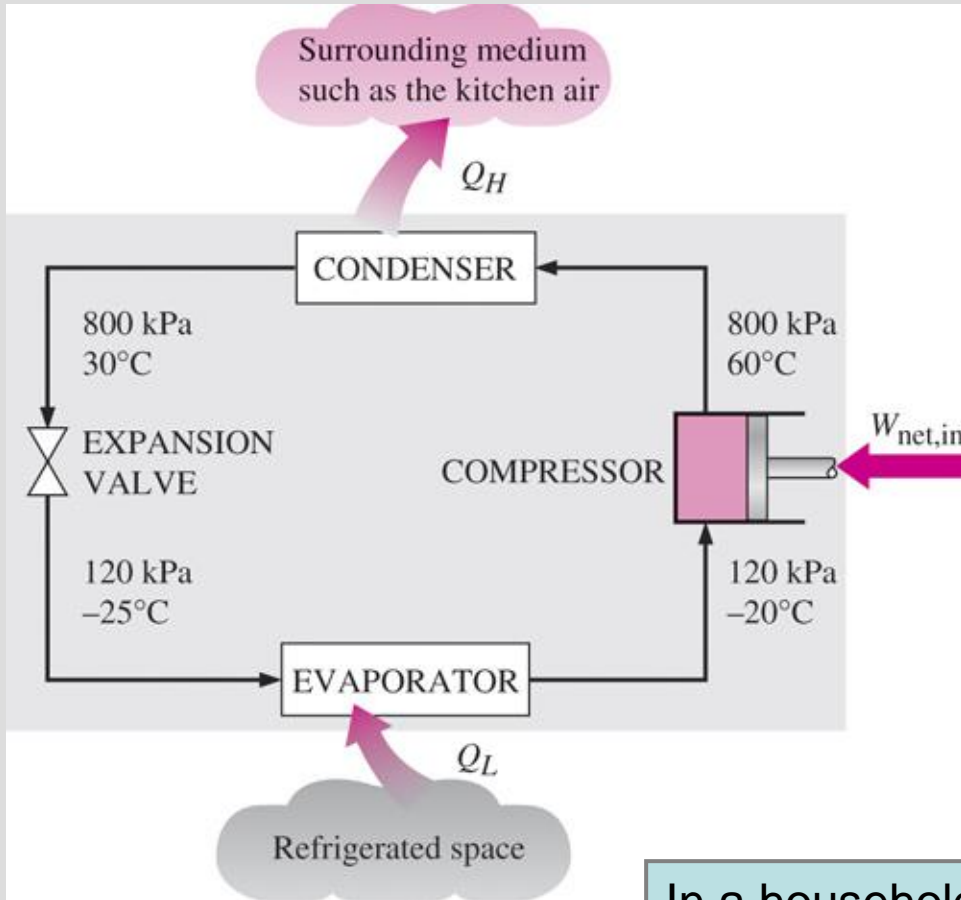 Surrounding medium
such as the kitchen air
Q_H
CONDENSER
800 kPa
30°C
800 kPa
60°C
EXPANSION
VALVE
COMPRESSOR
W_net,in
120 kPa
–25°C
120 kPa
–20°C
EVAPORATOR
Q_L
Refrigerated space
In a household